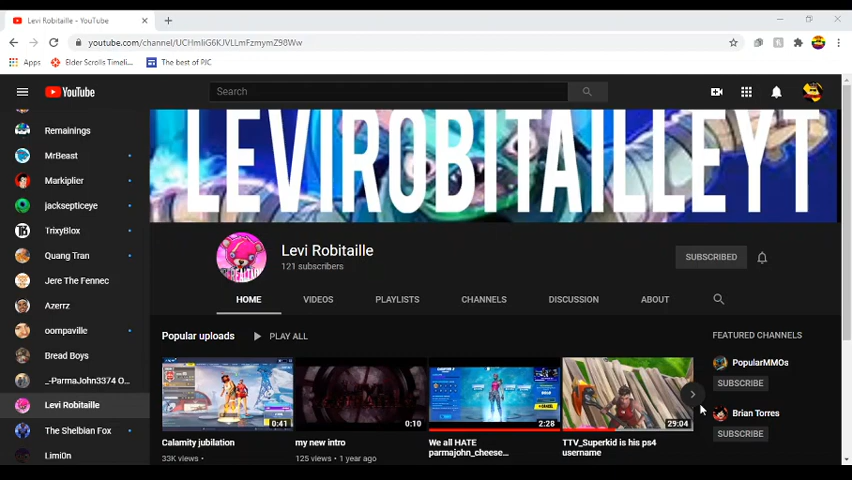 Levi Robitaille - YouTube
youtube.com/channel/UCHmIiG6KJVLLmFzmymZ98Ww
Apps Elder Scrolls Timeli... The best of PJC
YouTube Search
LEVIROBITAILLEYT
Remainings
MrBeast
Markiplier
jacksepticeye
TrixyBlox
Quang Tran
Jere The Fennec
Azerrz
oompaville
Bread Boys
_-ParmaJohn3374 O...
Levi Robitaille
The Shelbian Fox
Limi0n
Levi Robitaille
121 subscribers
SUBSCRIBED
HOME VIDEOS PLAYLISTS CHANNELS DISCUSSION ABOUT
Popular uploads PLAY ALL
0:41
Calamity jubilation
33K views ·
0:10
my new intro
125 views · 1 year ago
2:28
We all HATE
parmajohn_cheese...
29:04
TTV_Superkid is his ps4
username
FEATURED CHANNELS
PopularMMOs
SUBSCRIBE
Brian Torres
SUBSCRIBE